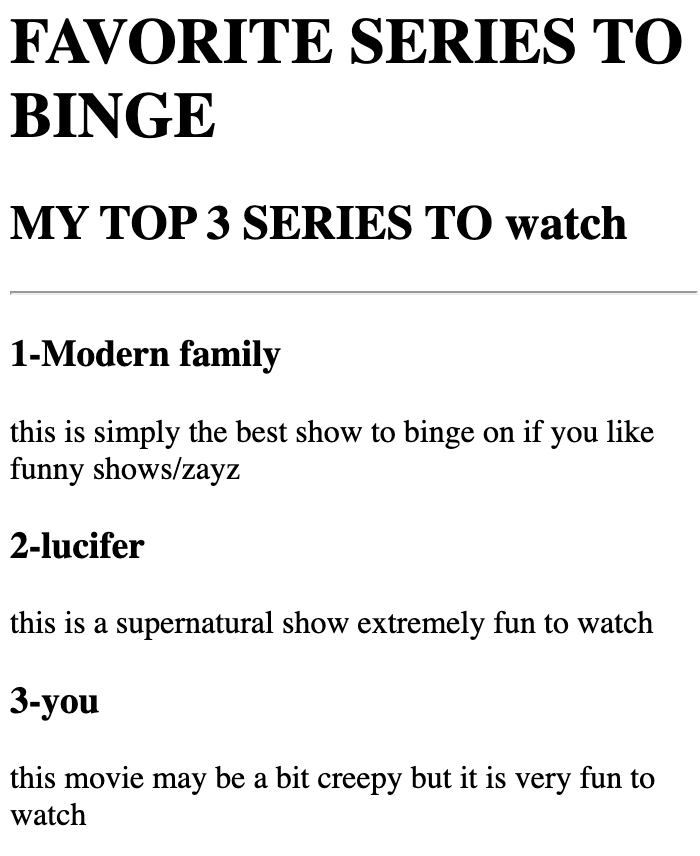 FAVORITE SERIES TO
BINGE
MY TOP 3 SERIES TO watch
1-Modern family
this is simply the best show to binge on if you like
funny shows/zayz
2-lucifer
this is a supernatural show extremely fun to watch
3-you
this movie may be a bit creepy but it is very fun to
watch